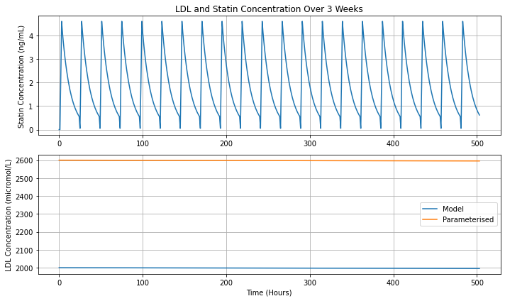 LDL and Statin Concentration Over 3 Weeks
Statin Concentration (ng/mL)
4
3
2
1
0
0 100 200 300 400 500
LDL Concentration (micromol/L)
2600
2500
2400
2300
2200
2100
2000
Model
Parameterised
0 100 200 300 400 500
Time (Hours)